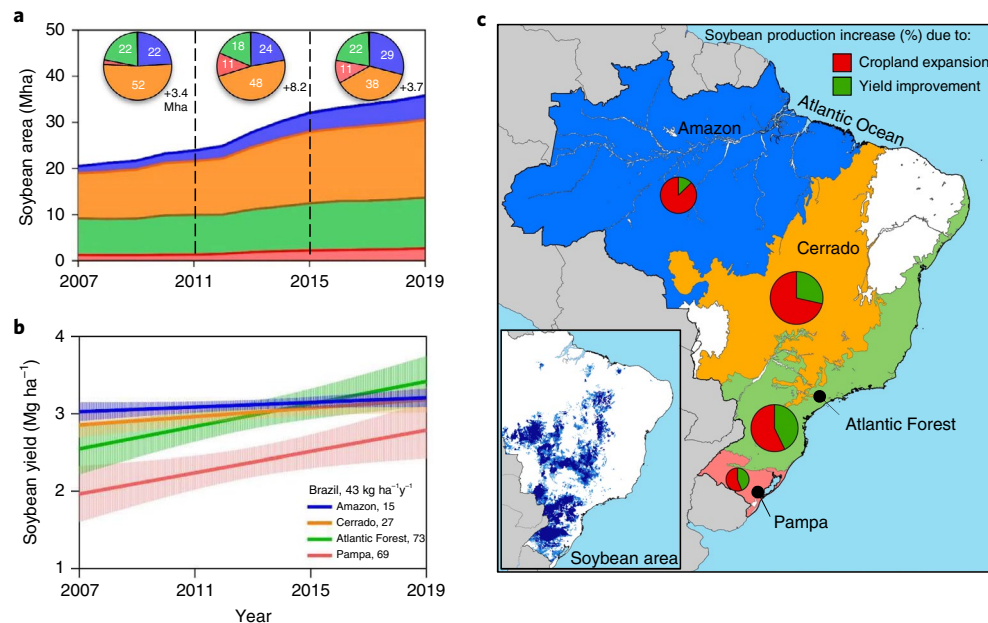 a
Soybean area (Mha)
50
40
30
20
10
0
22
22
52
+3.4
Mha
18
24
11
48
+8.2
22
29
11
38
+3.7
2007
2011
2015
2019
b
Soybean yield (Mg ha⁻¹)
4
3
2
1
Brazil, 43 kg ha⁻¹y⁻¹
Amazon, 15
Cerrado, 27
Atlantic Forest, 73
Pampa, 69
2007
2011
2015
2019
Year
c
Soybean production increase (%) due to:
Cropland expansion
Yield improvement
Atlantic Ocean
Amazon
Cerrado
Atlantic Forest
Pampa
Soybean area